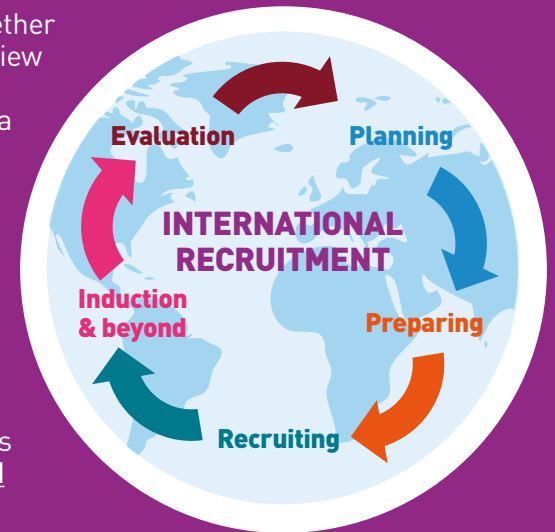 Evaluation
Planning
INTERNATIONAL
RECRUITMENT
Induction
& beyond
Preparing
Recruiting